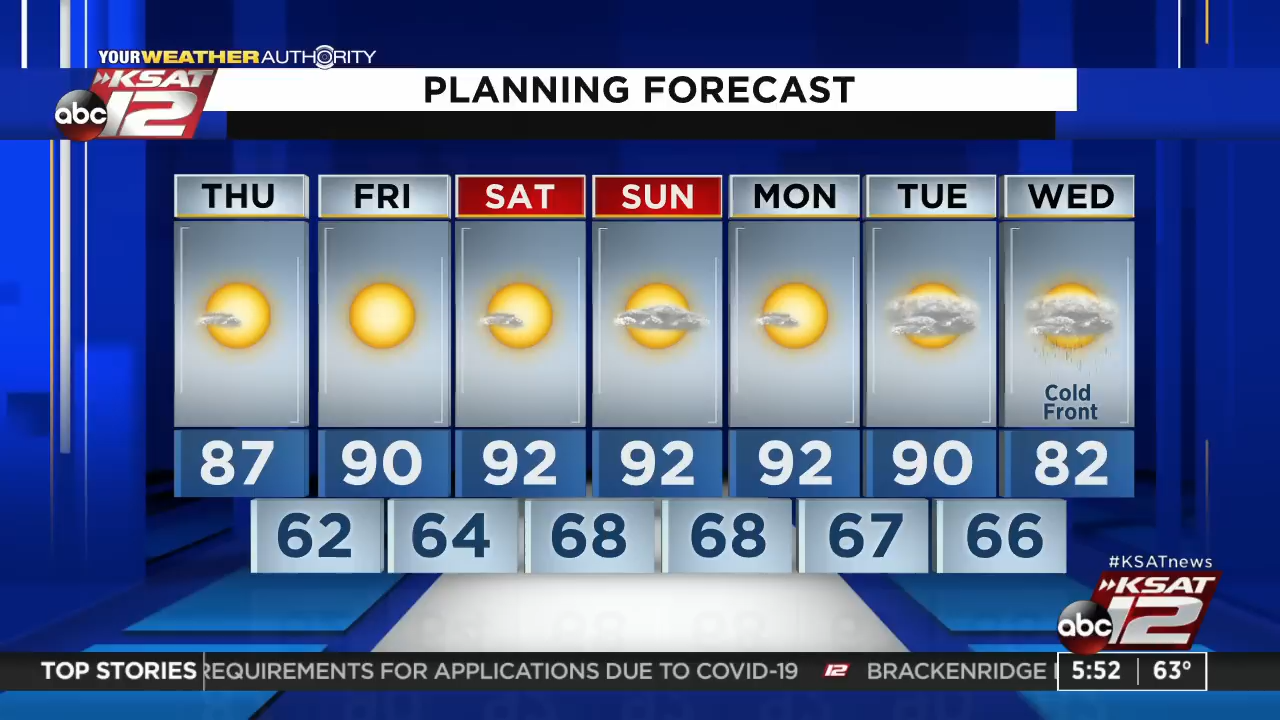 YOURWEATHERAUTHORITY
KSAT
abc 12
PLANNING FORECAST
THU FRI SAT SUN MON TUE WED
Cold
Front
87 90 92 92 92 90 82
62 64 68 68 67 66
#KSATnews
KSAT
abc 12
TOP STORIES REQUIREMENTS FOR APPLICATIONS DUE TO COVID-19 12 BRACKENRIDGE 5:52 63°